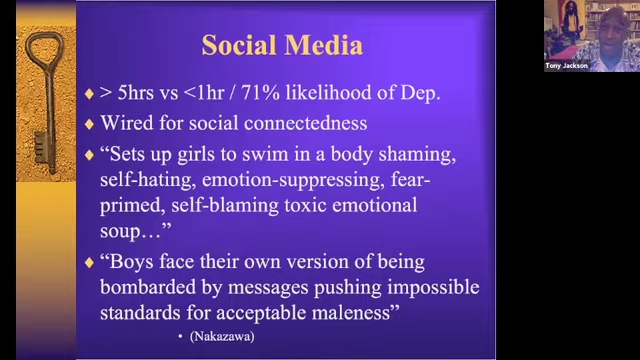 Social Media
> 5hrs vs <1hr / 71% likelihood of Dep.
Wired for social connectedness
“Sets up girls to swim in a body shaming,
self-hating, emotion-suppressing, fear-
primed, self-blaming toxic emotional
soup…”
“Boys face their own version of being
bombarded by messages pushing impossible
standards for acceptable maleness”
• (Nakazawa)
Tony Jackson